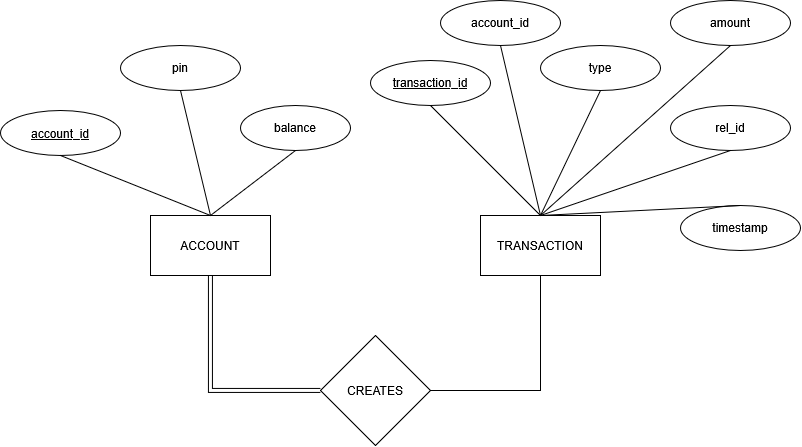 account_id
amount
pin
type
transaction_id
account_id
balance
rel_id
timestamp
ACCOUNT
TRANSACTION
CREATES